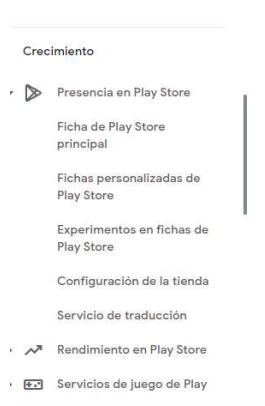 Crecimiento
Presencia en Play Store
Ficha de Play Store
principal
Fichas personalizadas de
Play Store
Experimentos en fichas de
Play Store
Configuración de la tienda
Servicio de traducción
Rendimiento en Play Store
Servicios de juego de Play